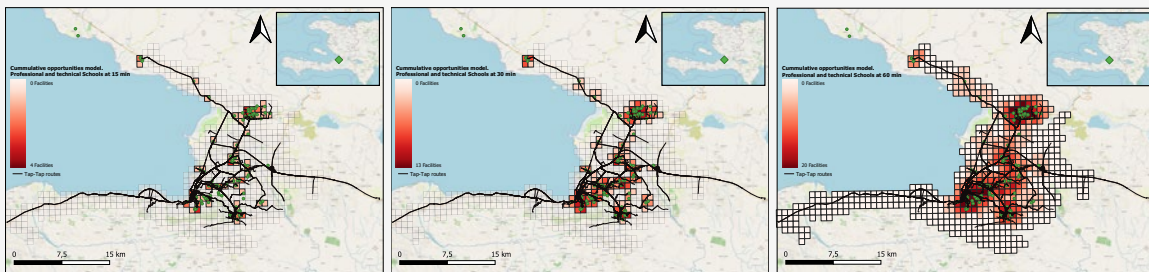 Cummulative opportunities model.
Professional and technical Schools at 15 min
0 Facilities
4 Facilities
Tap-Tap routes
0 7,5 15 km
Cummulative opportunities model.
Professional and technical Schools at 30 min
0 Facilities
13 Facilities
Tap-Tap routes
0 7,5 15 km
Cummulative opportunities model.
Professional and technical Schools at 60 min
0 Facilities
20 Facilities
Tap-Tap routes
0 7,5 15 km